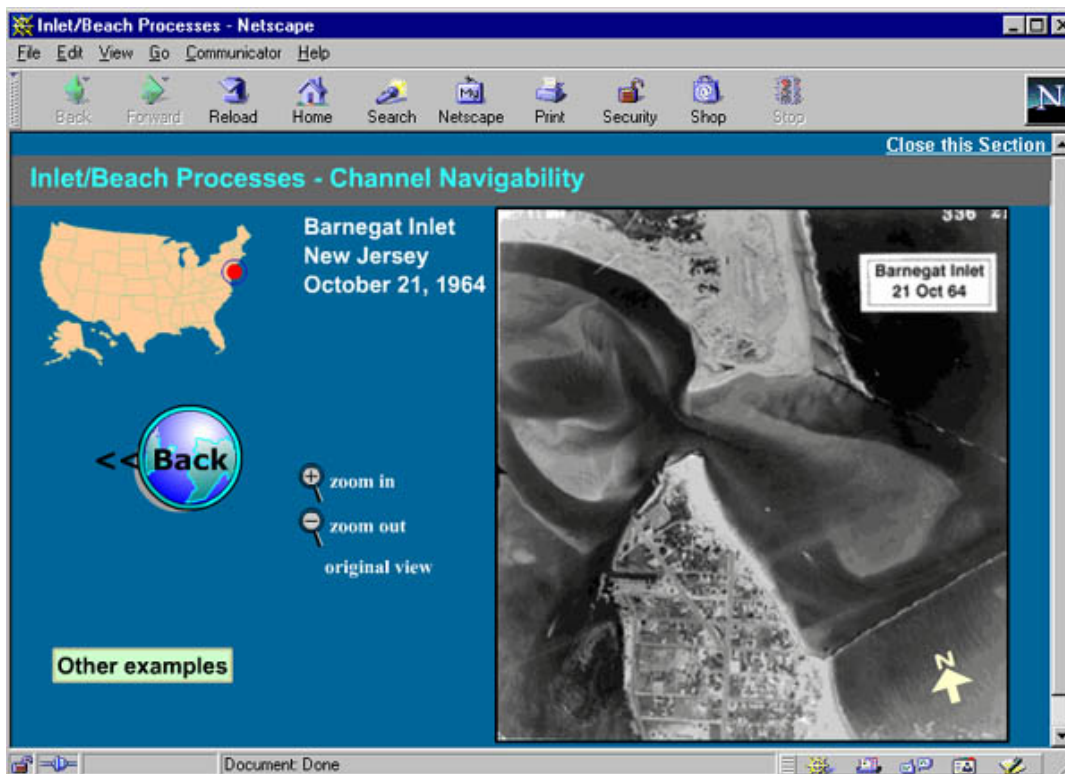 Inlet/Beach Processes - Netscape
File Edit View Go Communicator Help
Back Forward Reload Home Search Netscape Print Security Shop Stop
N
Close this Section
Inlet/Beach Processes - Channel Navigability
Barnegat Inlet
New Jersey
October 21, 1964
336
Barnegat Inlet
21 Oct 64
<< Back
zoom in
zoom out
original view
Other examples
N
Document: Done